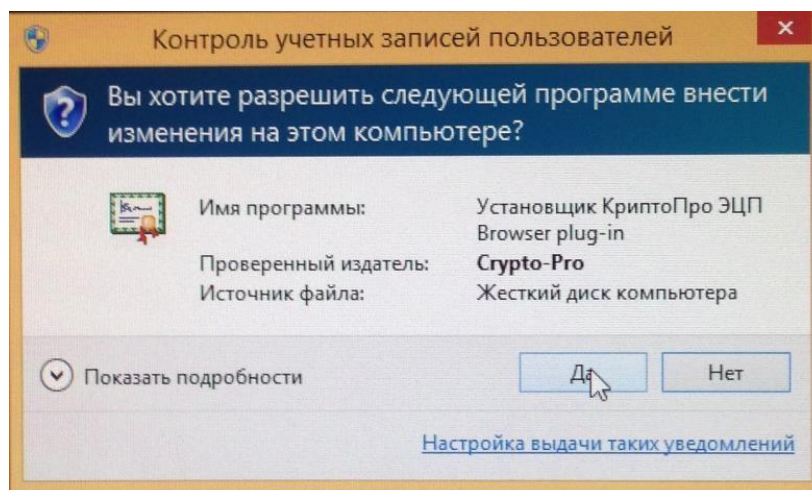 Контроль учетных записей пользователей
Вы хотите разрешить следующей программе внести
изменения на этом компьютере?
Имя программы: Установщик КриптоПро ЭЦП
Browser plug-in
Проверенный издатель: Crypto-Pro
Источник файла: Жесткий диск компьютера
Показать подробности Да Нет
Настройка выдачи таких уведомлений